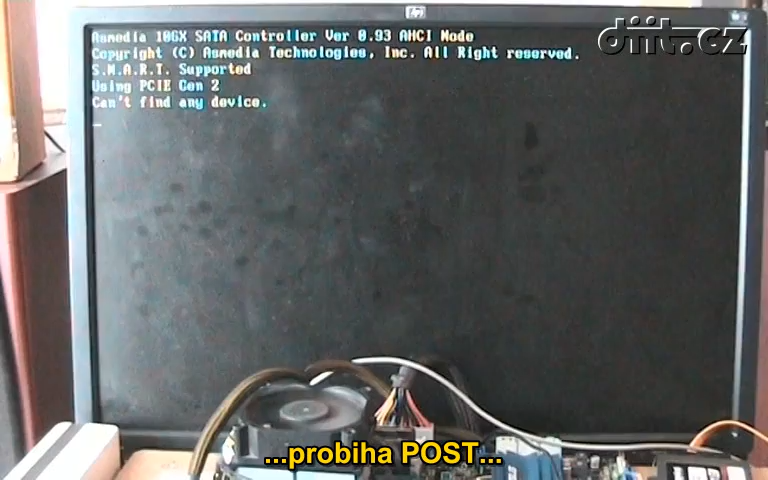 diit.cz
Asmedia 106X SATA Controller Ver 0.93 AHCI Mode
Copyright (C) Asmedia Technologies, Inc. All Right reserved.
S.M.A.R.T. Supported
Using PCIE Gen 2
Can't find any device.
...probiha POST...